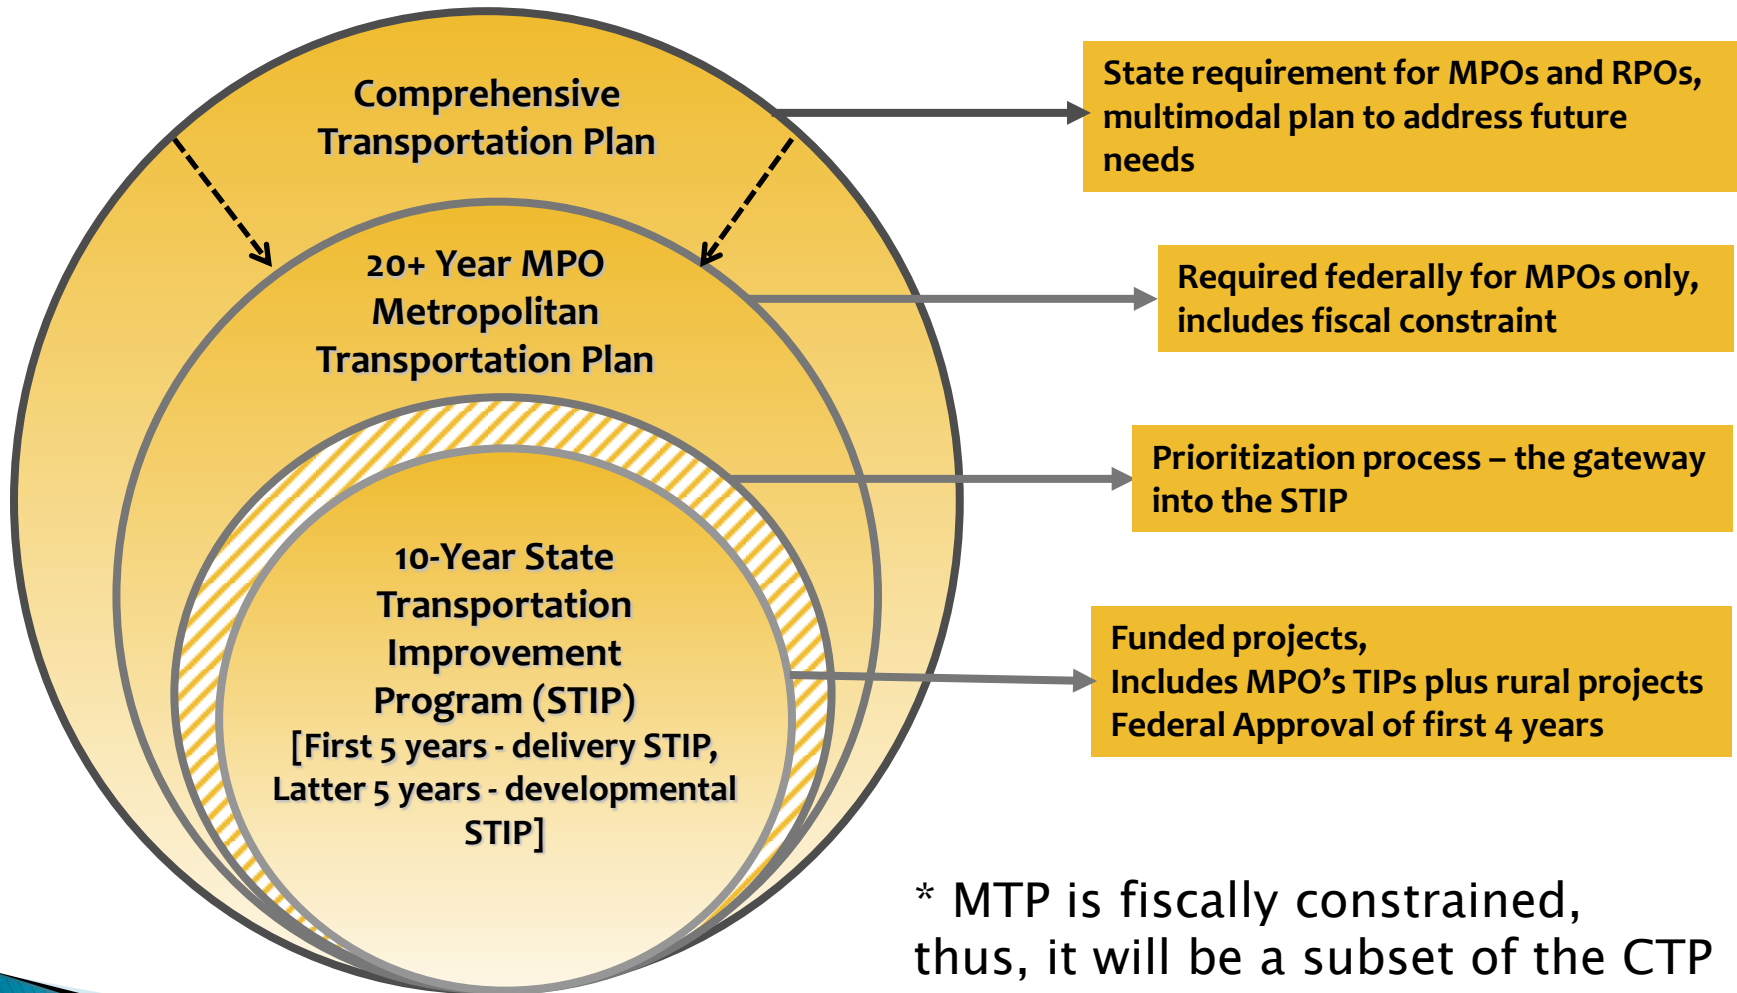 Comprehensive
Transportation Plan
State requirement for MPOs and RPOs,
multimodal plan to address future
needs
20+ Year MPO
Metropolitan
Transportation Plan
Required federally for MPOs only,
includes fiscal constraint
Prioritization process – the gateway
into the STIP
10-Year State
Transportation
Improvement
Program (STIP)
[First 5 years - delivery STIP,
Latter 5 years - developmental
STIP]
Funded projects,
Includes MPO’s TIPs plus rural projects
Federal Approval of first 4 years
* MTP is fiscally constrained,
thus, it will be a subset of the CTP